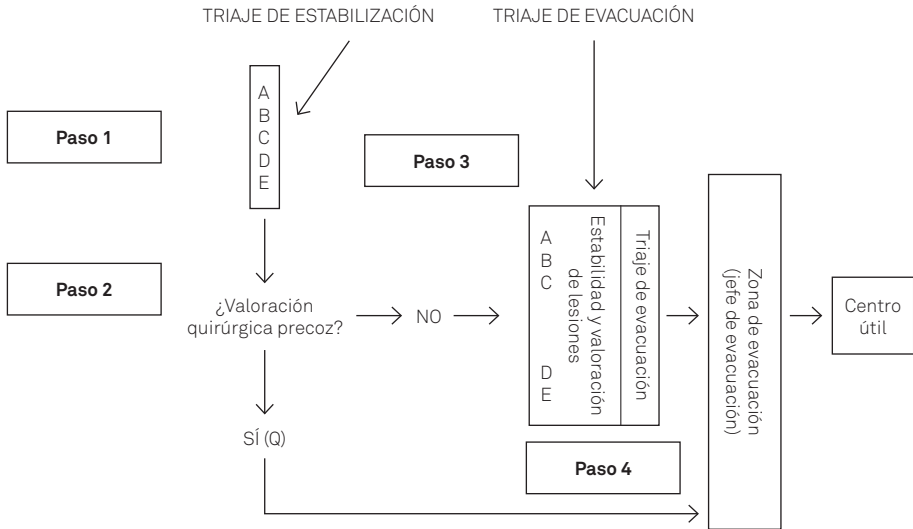 TRIAJE DE ESTABILIZACIÓN
TRIAJE DE EVACUACIÓN
Paso 1
A
B
C
D
E
Paso 2
¿Valoración
quirúrgica precoz?
NO
SÍ (Q)
Paso 3
A
B
C
D
E
Estabilidad y valoración
de lesiones
Triaje de evacuación
Paso 4
Zona de evacuación
(jefe de evacuación)
Centro
útil